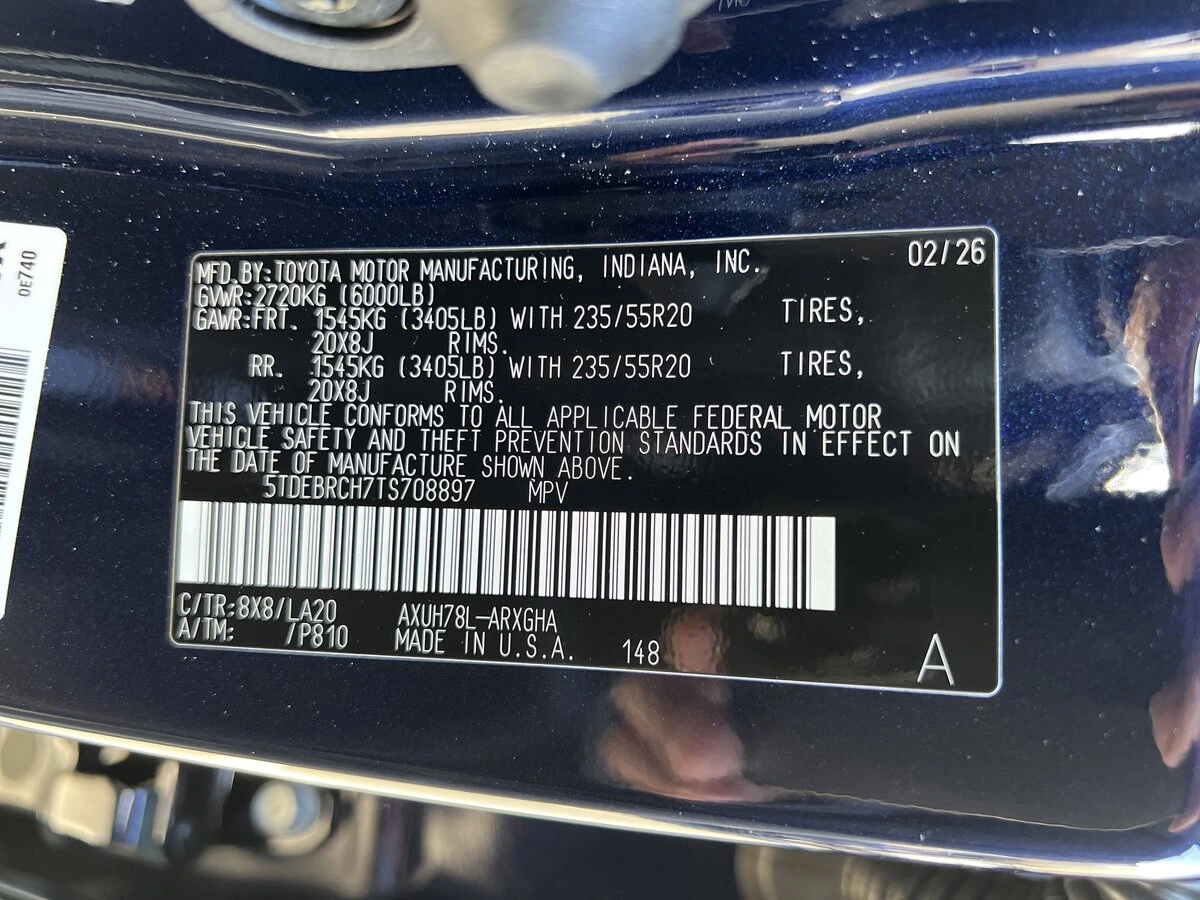 0E740
MFD.BY:TOYOTA MOTOR MANUFACTURING, INDIANA, INC. 02/26
GVWR:2720KG (6000LB)
GAWR:FRT. 1545KG (3405LB) WITH 235/55R20 TIRES,
20X8J RIMS.
RR. 1545KG (3405LB) WITH 235/55R20 TIRES,
20X8J RIMS.
THIS VEHICLE CONFORMS TO ALL APPLICABLE FEDERAL MOTOR
VEHICLE SAFETY AND THEFT PREVENTION STANDARDS IN EFFECT ON
THE DATE OF MANUFACTURE SHOWN ABOVE.
5TDEBRCH7TS708897 MPV
C/TR:8X8/LA20 AXUH78L-ARXGHA
A/TM: /P810 MADE IN U.S.A. 148 A